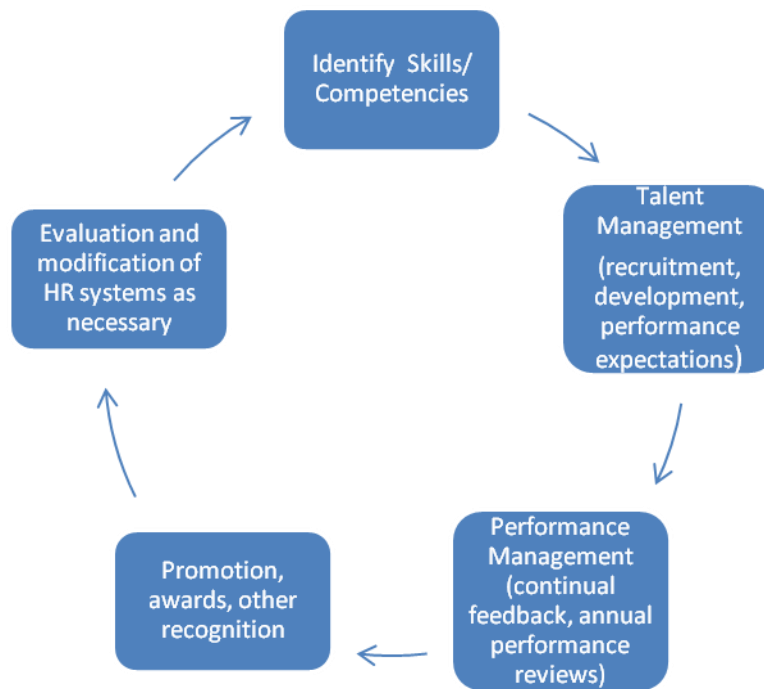 Identify Skills/
Competencies
Talent
Management
(recruitment,
development,
performance
expectations)
Performance
Management
(continual
feedback, annual
performance
reviews)
Promotion,
awards, other
recognition
Evaluation and
modification of
HR systems as
necessary